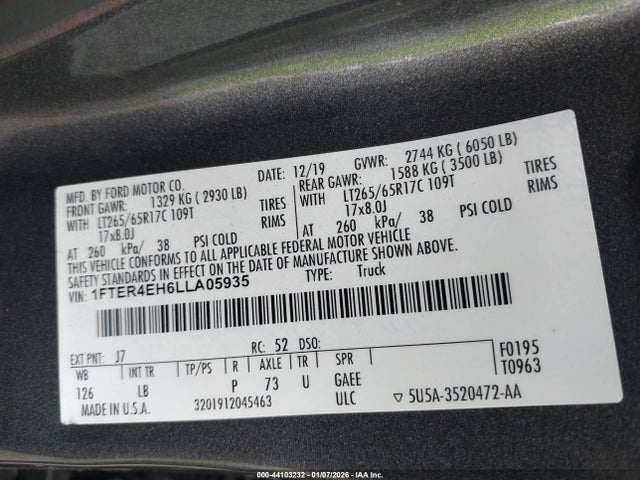 MFD. BY FORD MOTOR CO. DATE: 12/19 GVWR: 2744 KG ( 6050 LB)
FRONT GAWR: 1329 KG ( 2930 LB) REAR GAWR: 1588 KG ( 3500 LB)
WITH LT265/65R17C 109T TIRES WITH LT265/65R17C 109T TIRES
17x8.0J RIMS 17x8.0J RIMS
AT 260 kPa/ 38 PSI COLD AT 260 kPa/ 38 PSI COLD
THIS VEHICLE CONFORMS TO ALL APPLICABLE FEDERAL MOTOR VEHICLE
SAFETY STANDARDS IN EFFECT ON THE DATE OF MANUFACTURE SHOWN ABOVE.
VIN: 1FTER4EH6LLA05935 TYPE: Truck
EXT PNT: J7 RC: 52 DSO:
WB INT TR TP/PS R AXLE TR SPR F0195
126 LB P 73 U GAEE T0963
MADE IN U.S.A. 3201912045463 ULC ▽ 5U5A-3520472-AA
000-44103232 - 01/07/2026 - IAA Inc.